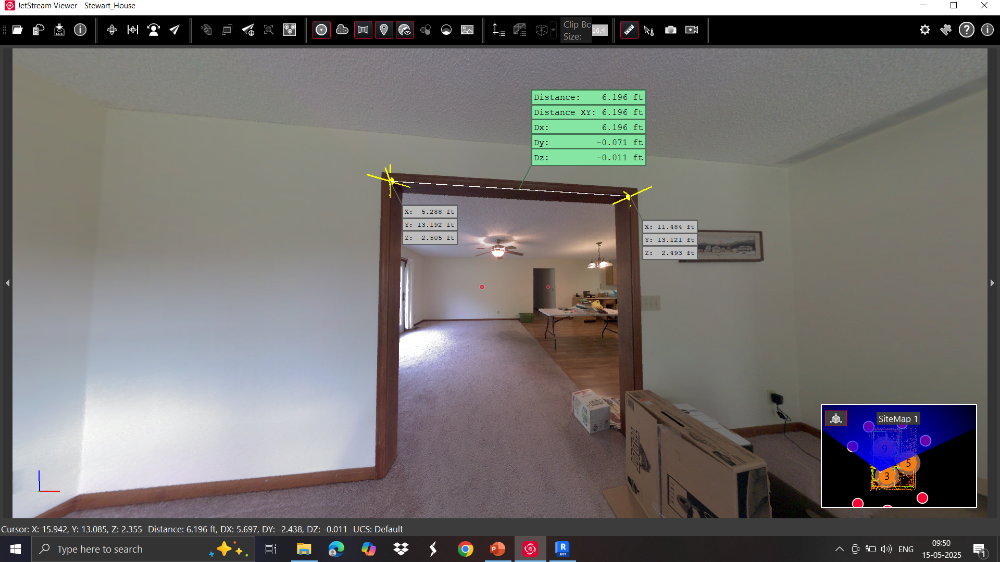 JetStream Viewer - Stewart_House
LGS
Clip Bo
Size:
16.4
Distance: 6.196 ft
Distance XY: 6.196 ft
Dx: 6.196 ft
Dy: -0.071 ft
Dz: -0.011 ft
X: 5.288 ft
Y: 13.192 ft
Z: 2.505 ft
X: 11.484 ft
Y: 13.121 ft
Z: 2.493 ft
SiteMap 1
9
5
3
Cursor: X: 15.942, Y: 13.085, Z: 2.355 Distance: 6.196 ft, DX: 5.697, DY: -2.438, DZ: -0.011 UCS: Default
Type here to search
P
R
RVT
ENG
09:50
15-05-2025
1